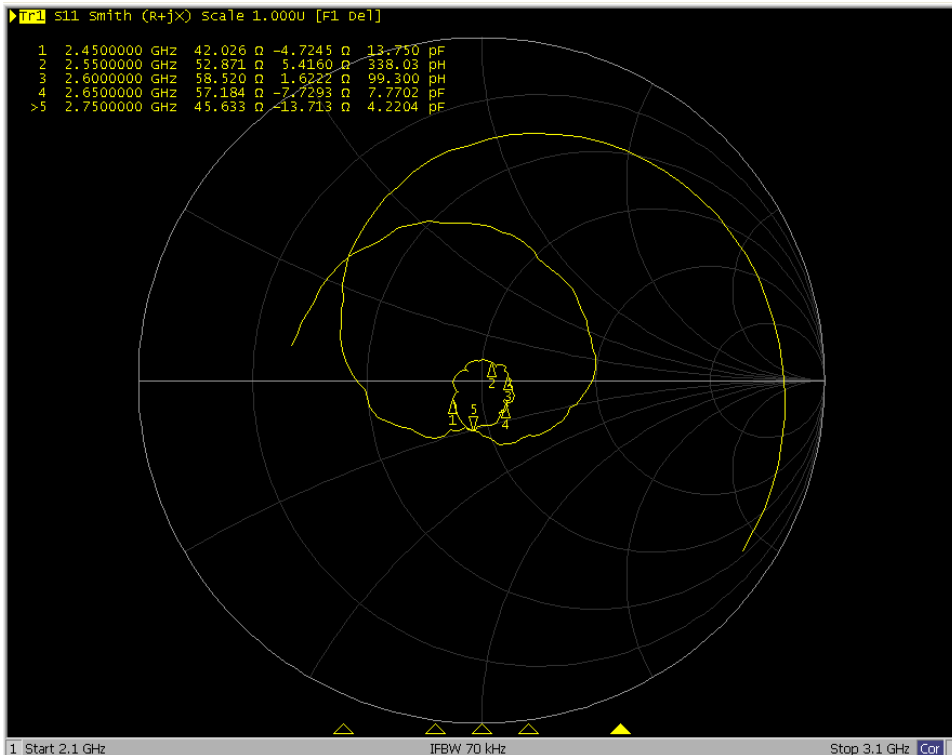 Tr1 S11 Smith (R+jX) Scale 1.000U [F1 Del]
1 2.4500000 GHz 42.026 Ω -4.7245 Ω 13.750 pF
2 2.5500000 GHz 52.871 Ω 5.4160 Ω 338.03 pH
3 2.6000000 GHz 58.520 Ω 1.6222 Ω 99.300 pH
4 2.6500000 GHz 57.184 Ω -7.7293 Ω 7.7702 pF
>5 2.7500000 GHz 45.633 Ω -13.713 Ω 4.2204 pF
2
3
5
1
4
1 Start 2.1 GHz IFBW 70 kHz Stop 3.1 GHz Cor